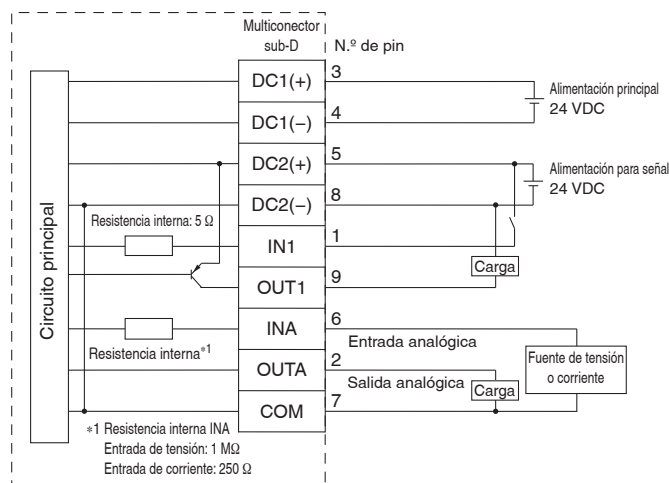 Multiconector
sub-D
N.º de pin
DC1(+)
3
Alimentación principal
24 VDC
DC1(−)
4
DC2(+)
5
Alimentación para señal
24 VDC
DC2(−)
8
Resistencia interna: 5 Ω
IN1
1
Carga
OUT1
9
Circuito principal
INA
6
Entrada analógica
Resistencia interna*1
Fuente de tensión
o corriente
OUTA
2
Salida analógica
Carga
COM
7
*1 Resistencia interna INA
Entrada de tensión: 1 MΩ
Entrada de corriente: 250 Ω